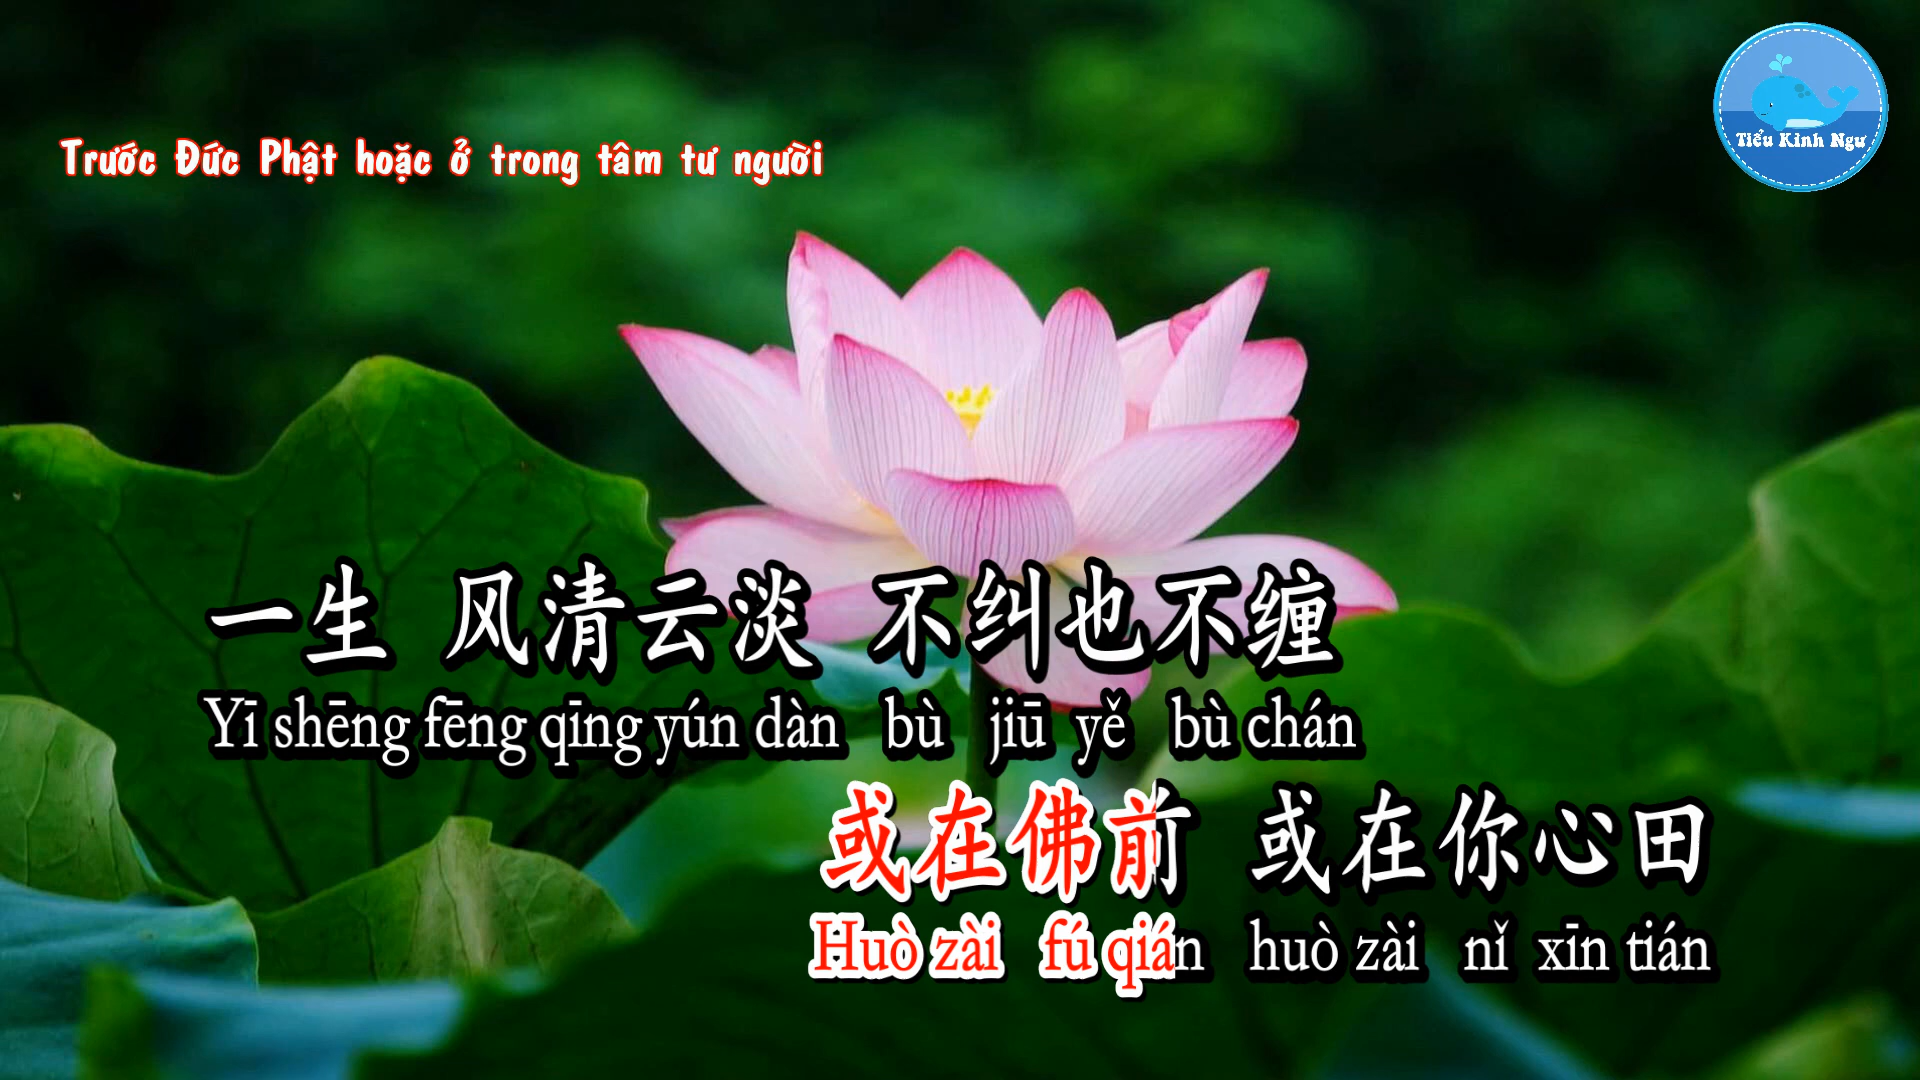 Tiểu Kình Ngư
Trước Đức Phật hoặc ở trong tâm tư người
一生 风清云淡 不纠也不缠
Yī shēng fēng qīng yún dàn bù jiū yě bù chán
或在佛前 或在你心田
Huò zài fú qián huò zài nǐ xīn tián